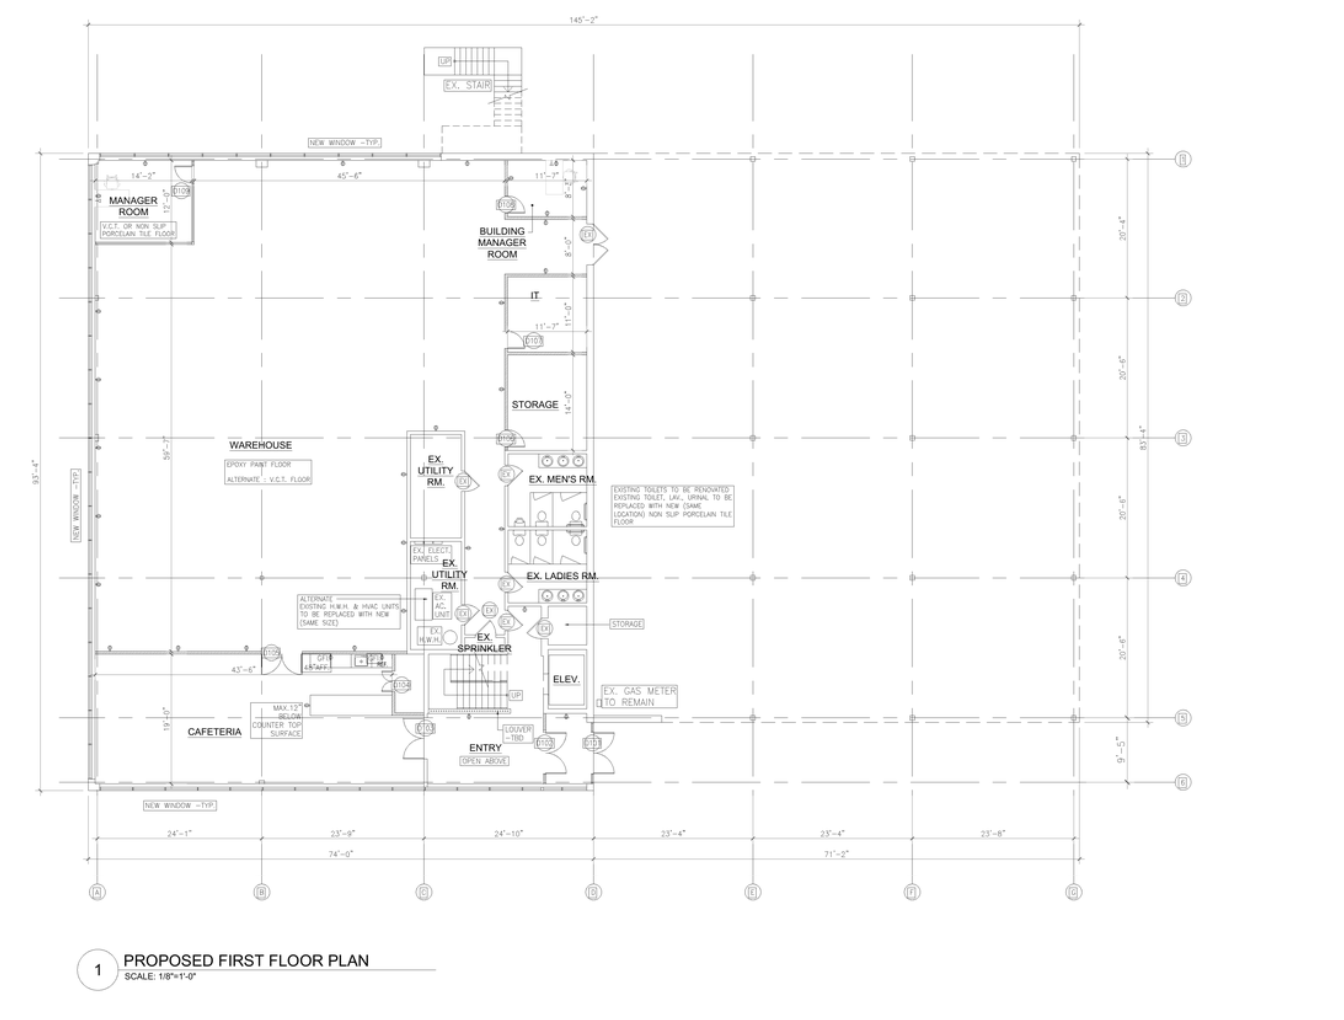 145'-2"
UP
EX. STAIR
NEW WINDOW -TYP.
14'-2"
45'-6"
11'-7"
MANAGER
ROOM
V.C.T. OR NON SLIP
PORCELAIN TILE FLOOR
12'-0"
D109
D108
BUILDING
MANAGER
ROOM
8'-0"
EX
IT
11'-0"
11'-7"
D107
STORAGE
14'-0"
D106
WAREHOUSE
EPOXY PAINT FLOOR
ALTERNATE : V.C.T. FLOOR
59'-7"
93'-4"
NEW WINDOW -TYP.
EX.
UTILITY
RM.
EX
EX
EX. MEN'S RM.
EXISTING TOILETS TO BE RENOVATED
EXISTING TOILET, LAV., URINAL TO BE
REPLACED WITH NEW (SAME
LOCATION) NON SLIP PORCELAIN TILE
FLOOR
EX. ELECT.
PANELS
EX.
UTILITY
RM.
EX. LADIES RM.
EX
ALTERNATE
EXISTING H.W.H. & HVAC UNITS
TO BE REPLACED WITH NEW
(SAME SIZE)
EX.
AC.
UNIT
EX.
H.W.H.
EX
EX
EX
EX
STORAGE
EX.
SPRINKLER
D105
43'-6"
REF.
D104
UP
ELEV.
EX. GAS METER
TO REMAIN
MAX.12"
BELOW
COUNTER TOP
SURFACE
19'-0"
CAFETERIA
D103
LOUVER
-TBD
ENTRY
OPEN ABOVE
D102
D101
NEW WINDOW -TYP.
20'-4"
20'-6"
20'-6"
20'-6"
9'-5"
83'-4"
2
3
4
5
6
24'-1"
23'-9"
24'-10"
23'-4"
23'-4"
23'-8"
74'-0"
71'-2"
A
B
C
D
E
F
G
1
PROPOSED FIRST FLOOR PLAN
SCALE: 1/8"=1'-0"